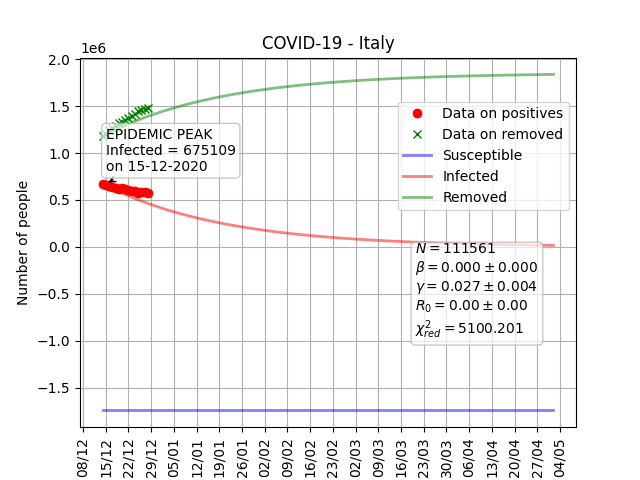 COVID-19 - Italy
1e6
2.0
1.5
1.0
0.5
0.0
−0.5
−1.0
−1.5
Number of people
EPIDEMIC PEAK
Infected = 675109
on 15-12-2020
Data on positives
Data on removed
Susceptible
Infected
Removed
N = 111561
β = 0.000 ± 0.000
γ = 0.027 ± 0.004
R₀ = 0.00 ± 0.00
χ²_red = 5100.201
08/12
15/12
22/12
29/12
05/01
12/01
19/01
26/01
02/02
09/02
16/02
23/02
02/03
09/03
16/03
23/03
30/03
06/04
13/04
20/04
27/04
04/05